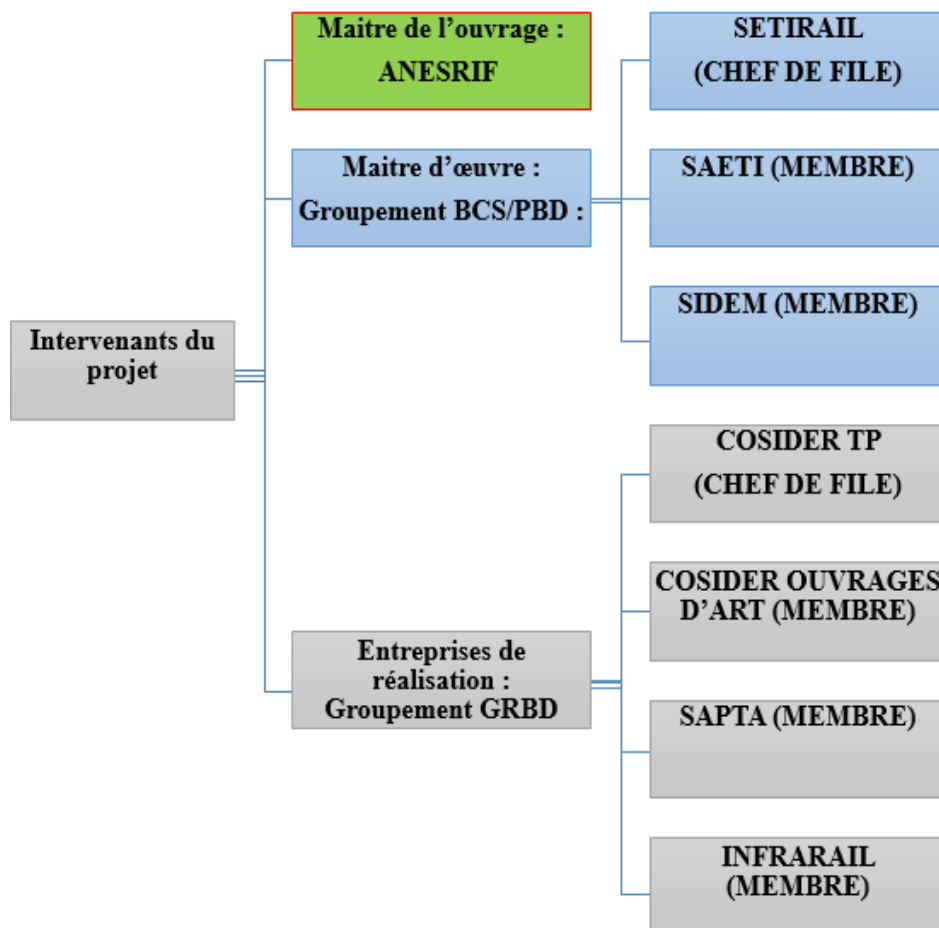 Intervenants du
projet
Maitre de l'ouvrage :
ANESRIF
Maitre d'œuvre :
Groupement BCS/PBD :
SETIRAIL
(CHEF DE FILE)
SAETI (MEMBRE)
SIDEM (MEMBRE)
Entreprises de
réalisation :
Groupement GRBD
COSIDER TP
(CHEF DE FILE)
COSIDER OUVRAGES
D'ART (MEMBRE)
SAPTA (MEMBRE)
INFRARAIL
(MEMBRE)